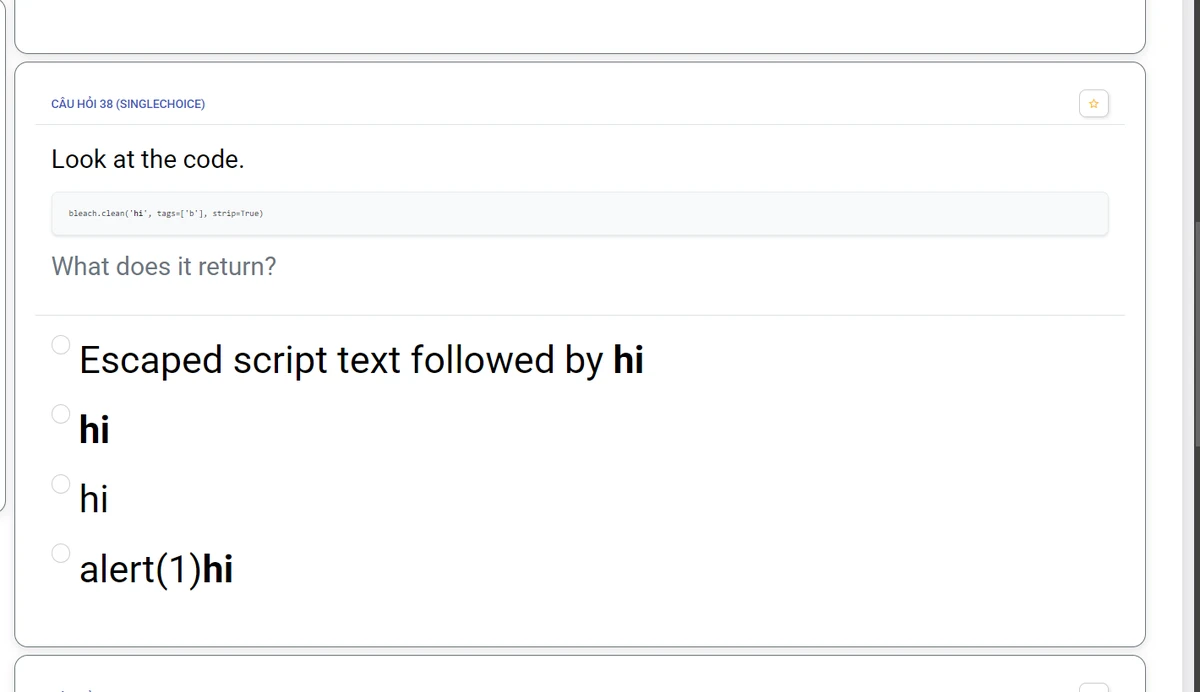 CÂU HỎI 38 (SINGLECHOICE)
Look at the code.
bleach.clean('hi', tags=['b'], strip=True)
What does it return?
Escaped script text followed by hi
hi
hi
alert(1)hi